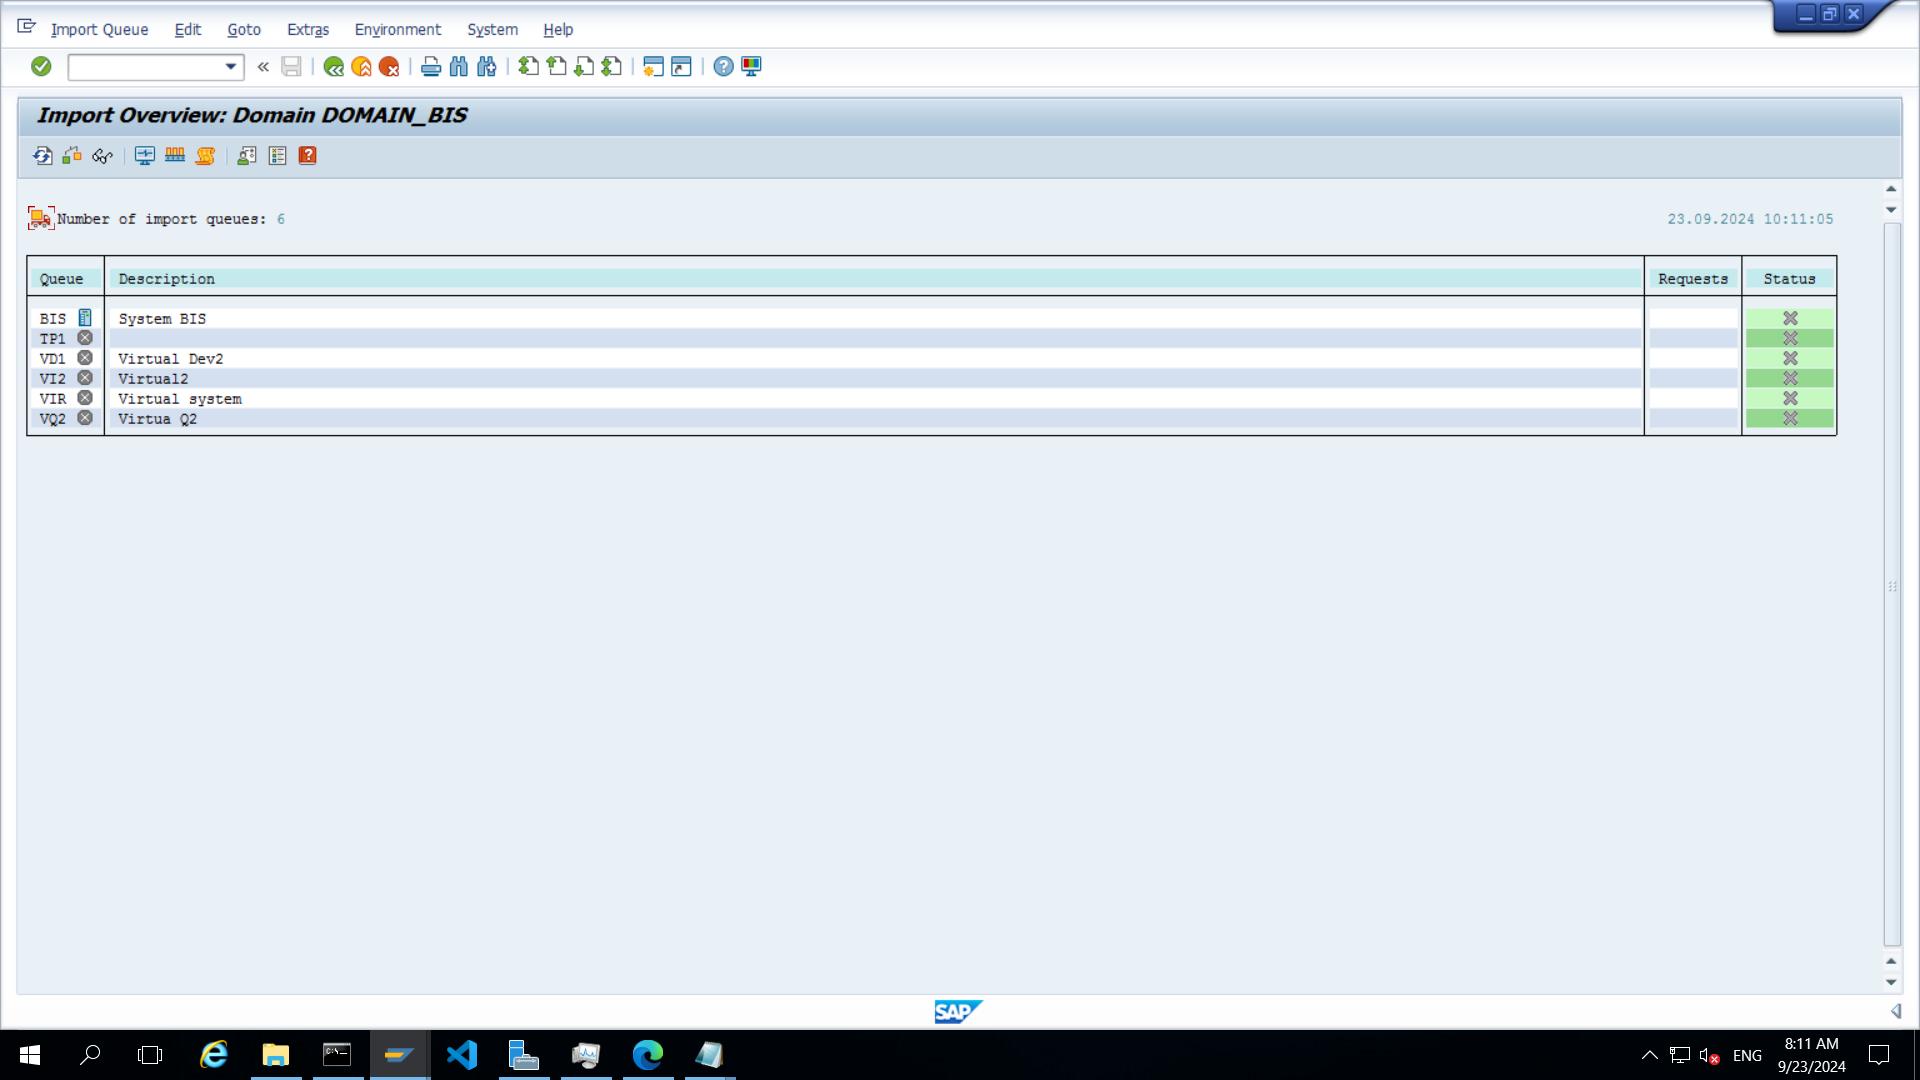 Import Queue Edit Goto Extras Environment System Help
Import Overview: Domain DOMAIN_BIS
Number of import queues: 6 23.09.2024 10:11:05
Queue Description Requests Status
BIS System BIS
TP1
VD1 Virtual Dev2
VI2 Virtual2
VIR Virtual system
VQ2 Virtua Q2
SAP
ENG 8:11 AM
9/23/2024